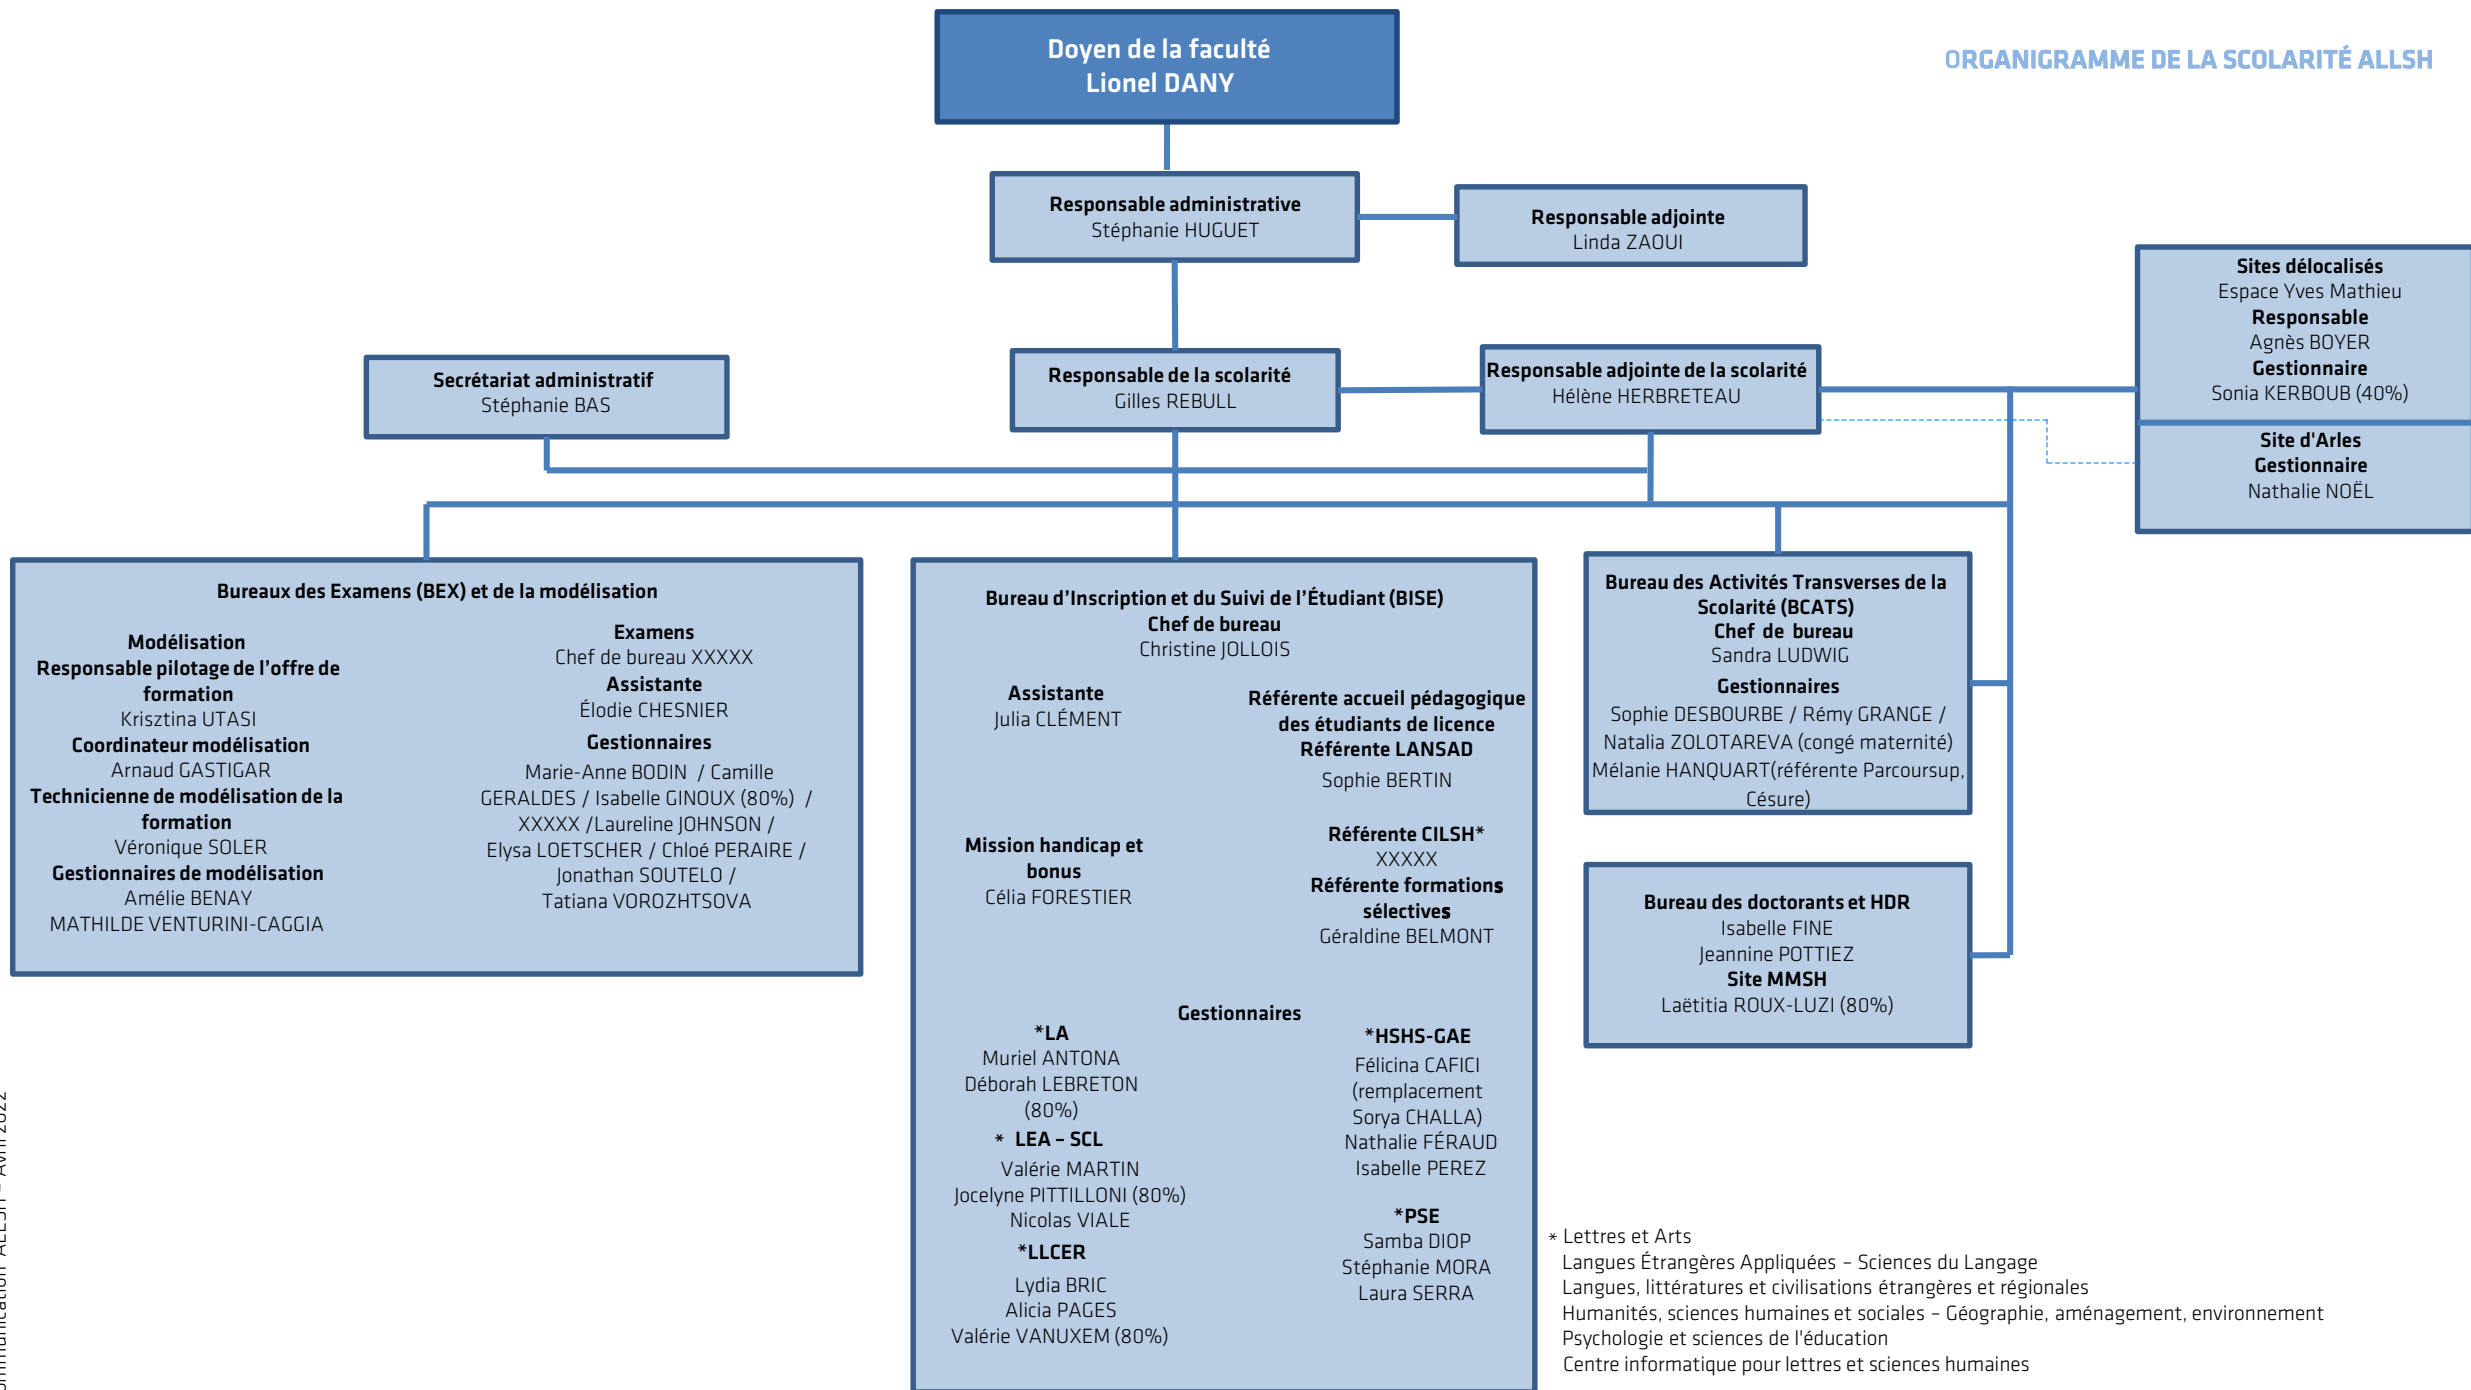 Doyen de la faculté
Lionel DANY
ORGANIGRAMME DE LA SCOLARITÉ ALLSH
Responsable administrative
Stéphanie HUGUET
Responsable adjointe
Linda ZAOUI
Sites délocalisés
Espace Yves Mathieu
Responsable
Agnès BOYER
Gestionnaire
Sonia KERBOUB (40%)
Site d'Arles
Gestionnaire
Nathalie NOËL
Secrétariat administratif
Stéphanie BAS
Responsable de la scolarité
Gilles REBULL
Responsable adjointe de la scolarité
Hélène HERBRETEAU
Bureaux des Examens (BEX) et de la modélisation
Modélisation
Responsable pilotage de l’offre de
formation
Krisztina UTASI
Coordinateur modélisation
Arnaud GASTIGAR
Technicienne de modélisation de la
formation
Véronique SOLER
Gestionnaires de modélisation
Amélie BENAY
MATHILDE VENTURINI-CAGGIA
Examens
Chef de bureau XXXXX
Assistante
Élodie CHESNIER
Gestionnaires
Marie-Anne BODIN / Camille
GERALDES / Isabelle GINOUX (80%) /
XXXXX /Laureline JOHNSON /
Elysa LOETSCHER / Chloé PERAIRE /
Jonathan SOUTELO /
Tatiana VOROZHTSOVA
Bureau d’Inscription et du Suivi de l’Étudiant (BISE)
Chef de bureau
Christine JOLLOIS
Assistante
Julia CLÉMENT
Référente accueil pédagogique
des étudiants de licence
Référente LANSAD
Sophie BERTIN
Mission handicap et
bonus
Célia FORESTIER
Référente CILSH*
XXXXX
Référente formations
sélectives
Géraldine BELMONT
Gestionnaires
*LA
Muriel ANTONA
Déborah LEBRETON
(80%)
* LEA – SCL
Valérie MARTIN
Jocelyne PITTILLONI (80%)
Nicolas VIALE
*LLCER
Lydia BRIC
Alicia PAGES
Valérie VANUXEM (80%)
*HSHS-GAE
Félicina CAFICI
(remplacement
Sorya CHALLA)
Nathalie FÉRAUD
Isabelle PEREZ
*PSE
Samba DIOP
Stéphanie MORA
Laura SERRA
Bureau des Activités Transverses de la
Scolarité (BCATS)
Chef de bureau
Sandra LUDWIG
Gestionnaires
Sophie DESBOURBE / Rémy GRANGE /
Natalia ZOLOTAREVA (congé maternité)
Mélanie HANQUART(référente Parcoursup,
Césure)
Bureau des doctorants et HDR
Isabelle FINE
Jeannine POTTIEZ
Site MMSH
Laëtitia ROUX-LUZI (80%)
* Lettres et Arts
Langues Étrangères Appliquées – Sciences du Langage
Langues, littératures et civilisations étrangères et régionales
Humanités, sciences humaines et sociales – Géographie, aménagement, environnement
Psychologie et sciences de l'éducation
Centre informatique pour lettres et sciences humaines
ALLSH – Avril 2022